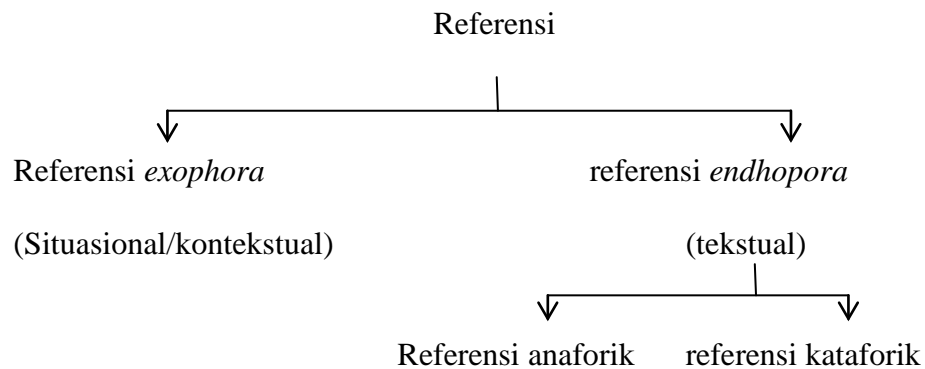 Referensi
Referensi exophora referensi endhopora
(Situasional/kontekstual) (tekstual)
Referensi anaforik referensi kataforik